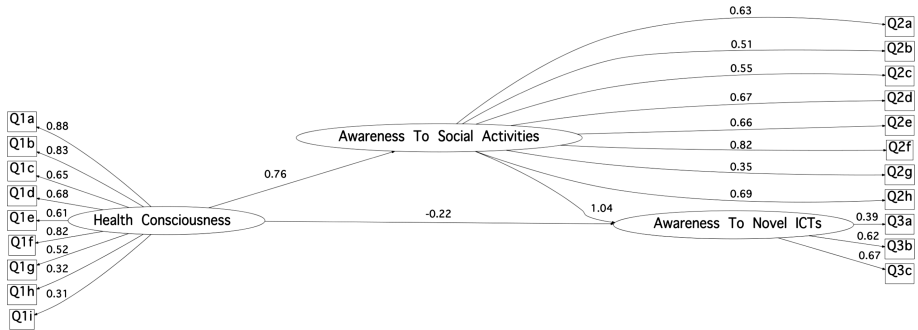 0.63
Q2a
0.51
Q2b
0.55
Q2c
0.67
Q2d
0.66
Q2e
0.82
Q2f
0.35
Q2g
0.69
Q2h
Awareness To Social Activities
Q1a
0.88
Q1b
0.83
Q1c
0.65
Q1d
0.68
Q1e
0.61
Q1f
0.82
Q1g
0.52
Q1h
0.32
Q1i
0.31
Health Consciousness
0.76
-0.22
1.04
Awareness To Novel ICTs
0.39
Q3a
0.62
Q3b
0.67
Q3c